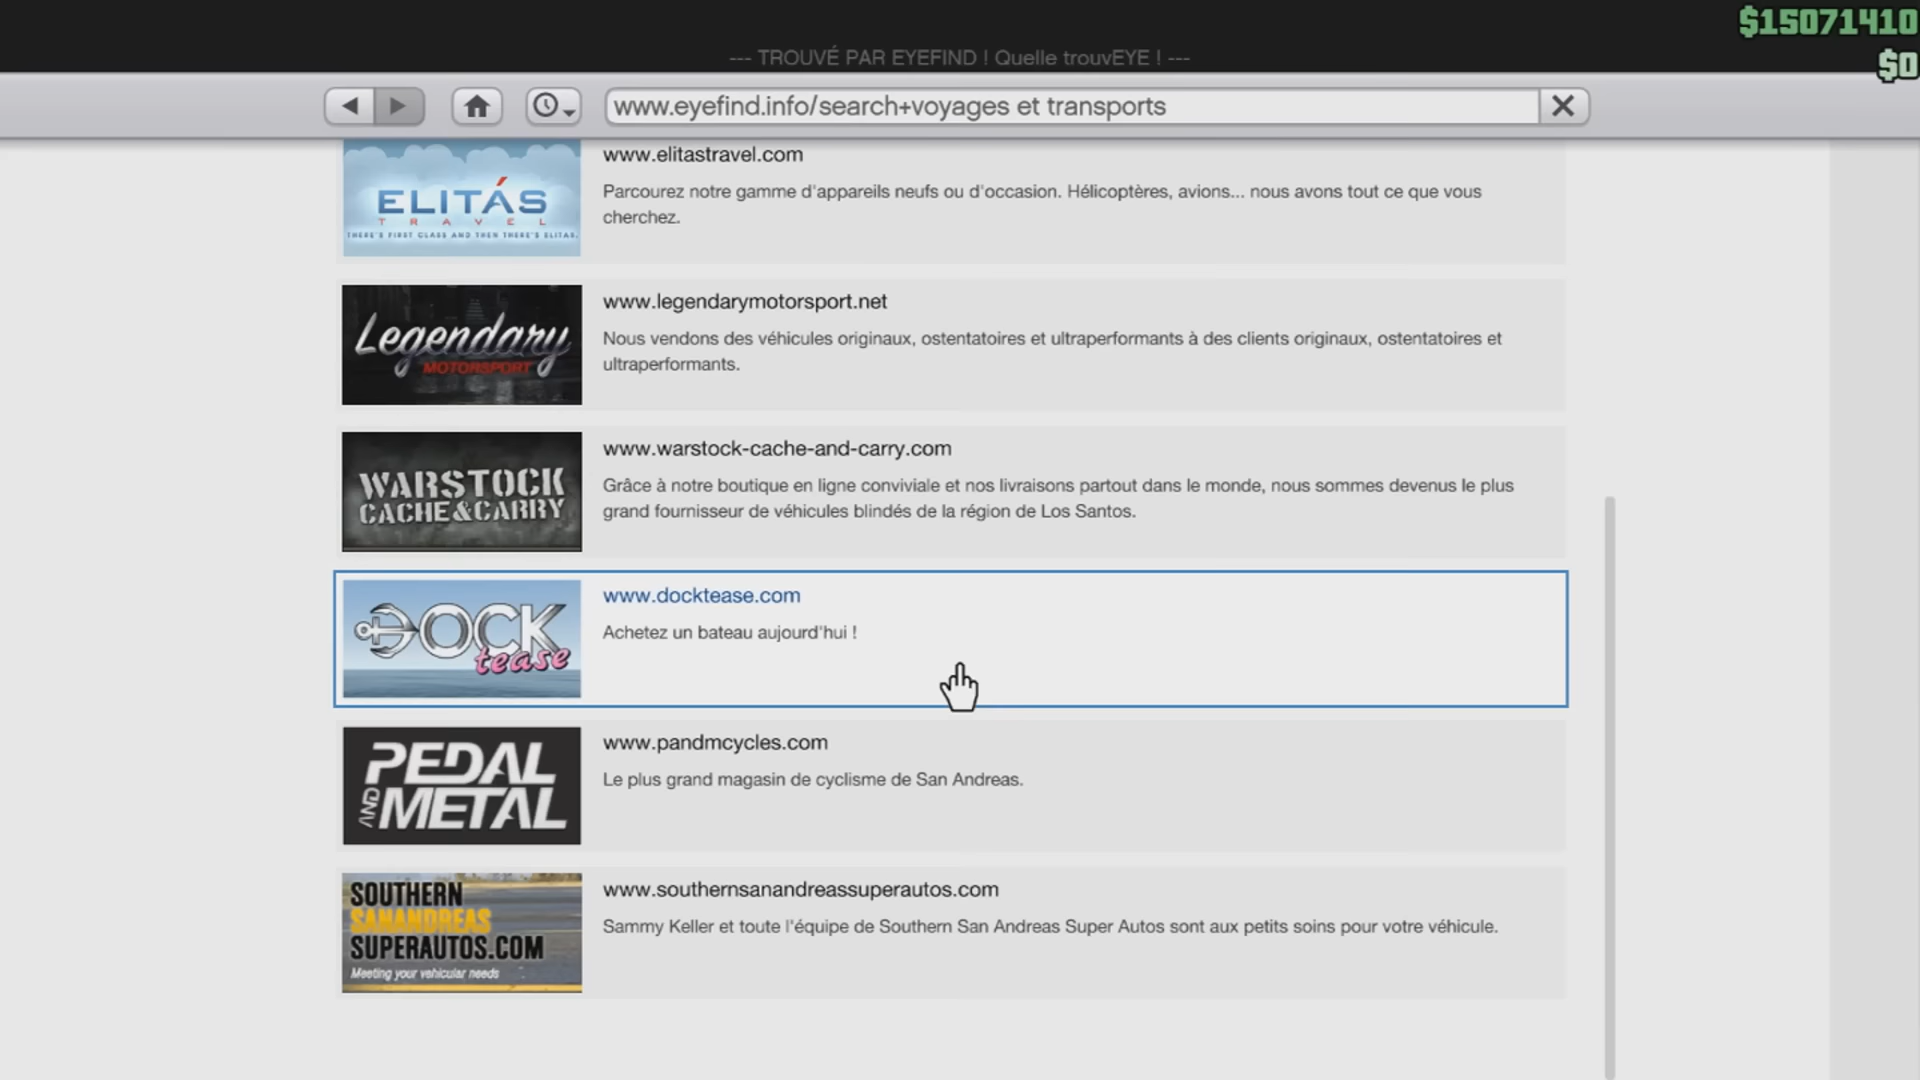 $15071410
--- TROUVÉ PAR EYEFIND ! Quelle trouvEYE ! ---
$0
www.eyefind.info/search+voyages et transports
ELITÁS
TRAVEL
THERE'S FIRST CLASS AND THEN THERE'S ELITAS.
www.elitastravel.com
Parcourez notre gamme d'appareils neufs ou d'occasion. Hélicoptères, avions... nous avons tout ce que vous
cherchez.
Legendary
MOTORSPORT
www.legendarymotorsport.net
Nous vendons des véhicules originaux, ostentatoires et ultraperformants à des clients originaux, ostentatoires et
ultraperformants.
WARSTOCK
CACHE&CARRY
www.warstock-cache-and-carry.com
Grâce à notre boutique en ligne conviviale et nos livraisons partout dans le monde, nous sommes devenus le plus
grand fournisseur de véhicules blindés de la région de Los Santos.
DOCK
tease
www.docktease.com
Achetez un bateau aujourd'hui !
PEDAL
AND METAL
www.pandmcycles.com
Le plus grand magasin de cyclisme de San Andreas.
SOUTHERN
SANANDREAS
SUPERAUTOS.COM
Meeting your vehicular needs
www.southernsanandreassuperautos.com
Sammy Keller et toute l'équipe de Southern San Andreas Super Autos sont aux petits soins pour votre véhicule.